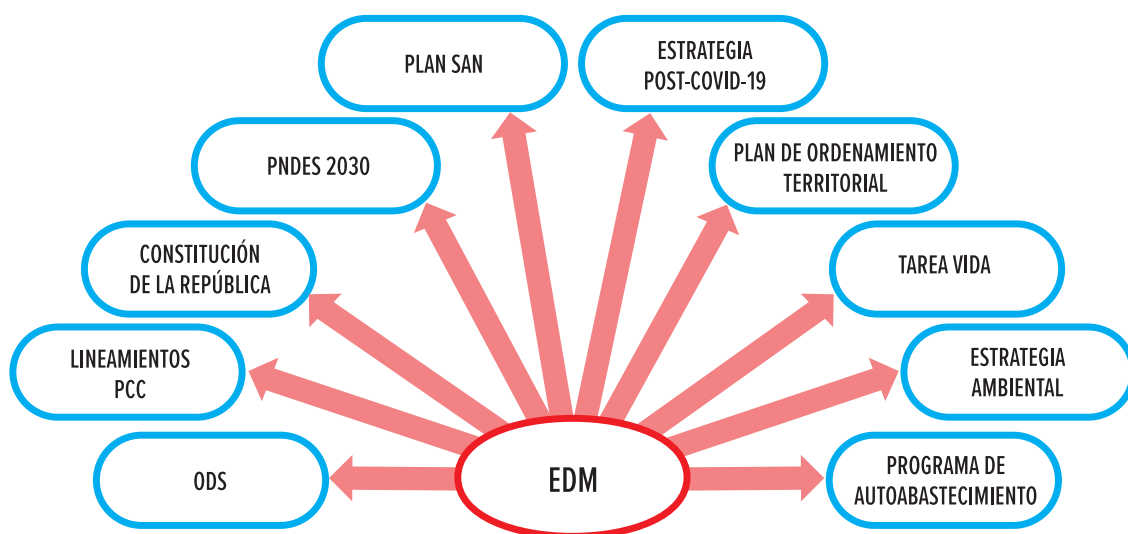 PLAN SAN
ESTRATEGIA
POST-COVID-19
PNDES 2030
PLAN DE ORDENAMIENTO
TERRITORIAL
CONSTITUCIÓN
DE LA REPÚBLICA
TAREA VIDA
LINEAMIENTOS
PCC
ESTRATEGIA
AMBIENTAL
ODS
EDM
PROGRAMA DE
AUTOABASTECIMIENTO